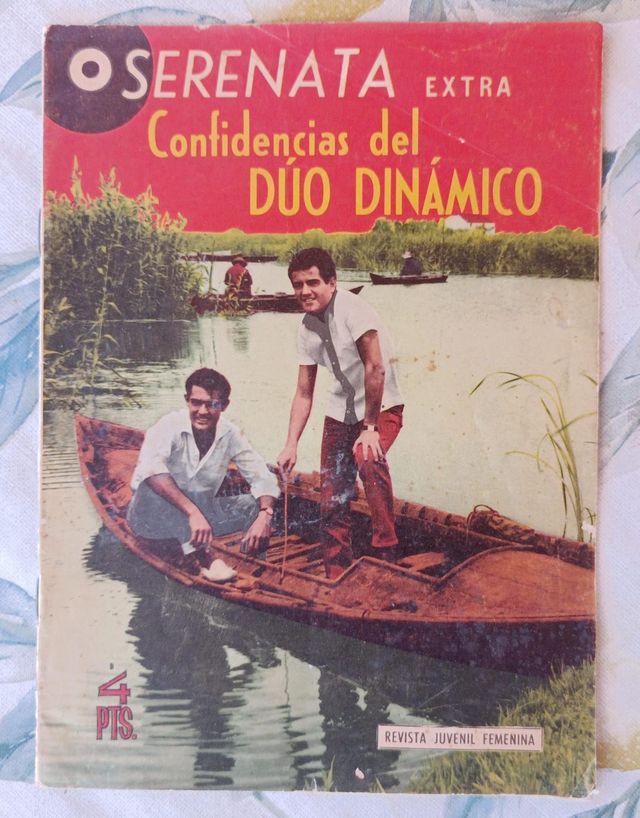 SERENATA EXTRA
Confidencias del
DÚO DINÁMICO
4
PTS.
REVISTA JUVENIL FEMENINA